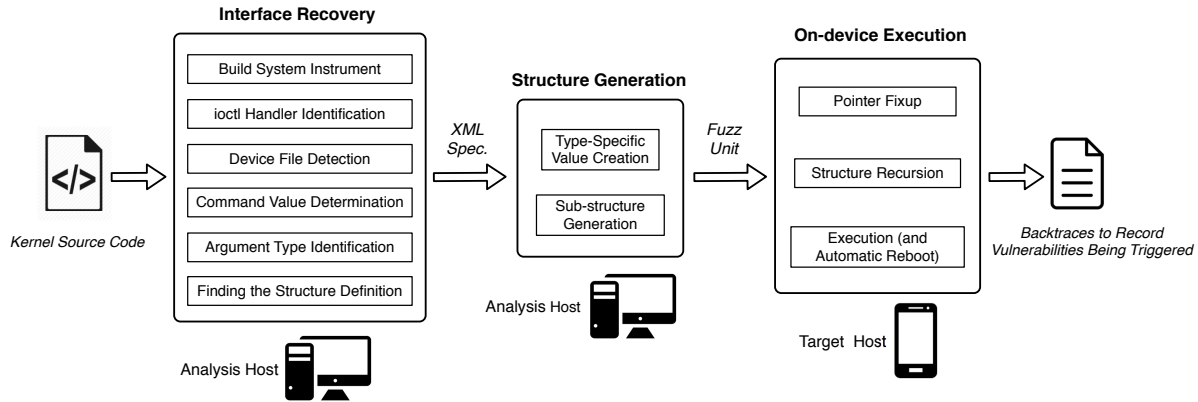 Interface Recovery
Build System Instrument
ioctl Handler Identification
Device File Detection
Command Value Determination
Argument Type Identification
Finding the Structure Definition
</>
Kernel Source Code
Analysis Host
XML
Spec.
Structure Generation
Type-Specific
Value Creation
Sub-structure
Generation
Analysis Host
Fuzz
Unit
On-device Execution
Pointer Fixup
Structure Recursion
Execution (and
Automatic Reboot)
Target Host
Backtraces to Record
Vulnerabilities Being Triggered